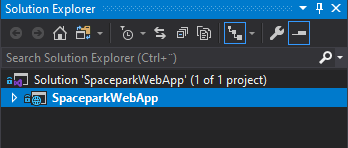 Solution Explorer
Search Solution Explorer (Ctrl+¨)
Solution 'SpaceparkWebApp' (1 of 1 project)
SpaceparkWebApp